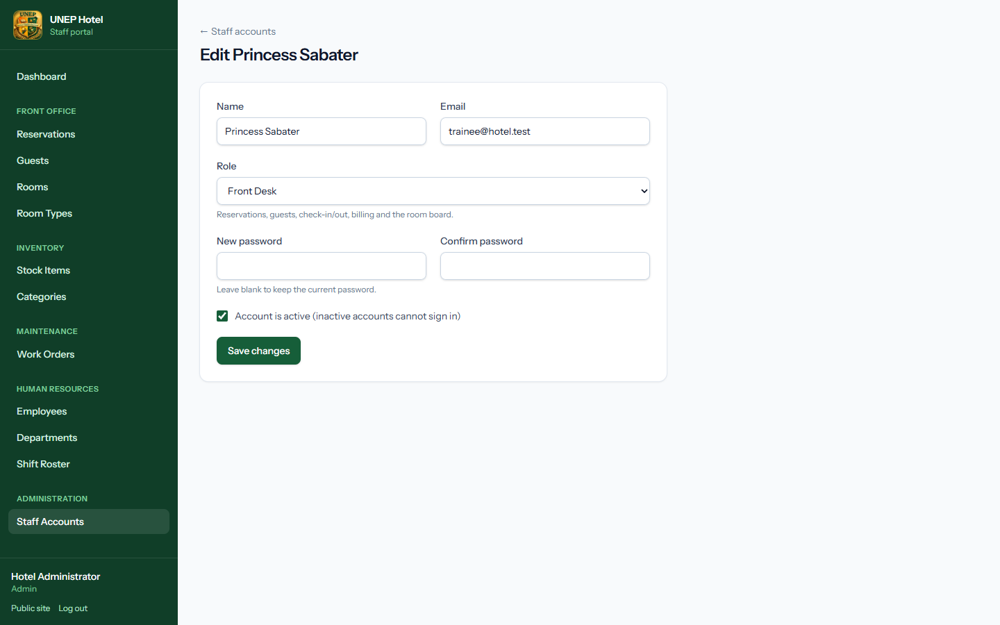 UNEP
UNEP Hotel
Staff portal
Dashboard
FRONT OFFICE
Reservations
Guests
Rooms
Room Types
INVENTORY
Stock Items
Categories
MAINTENANCE
Work Orders
HUMAN RESOURCES
Employees
Departments
Shift Roster
ADMINISTRATION
Staff Accounts
Hotel Administrator
Admin
Public site Log out
← Staff accounts
Edit Princess Sabater
Name Email
Princess Sabater trainee@hotel.test
Role
Front Desk
Reservations, guests, check-in/out, billing and the room board.
New password Confirm password
Leave blank to keep the current password.
Account is active (inactive accounts cannot sign in)
Save changes